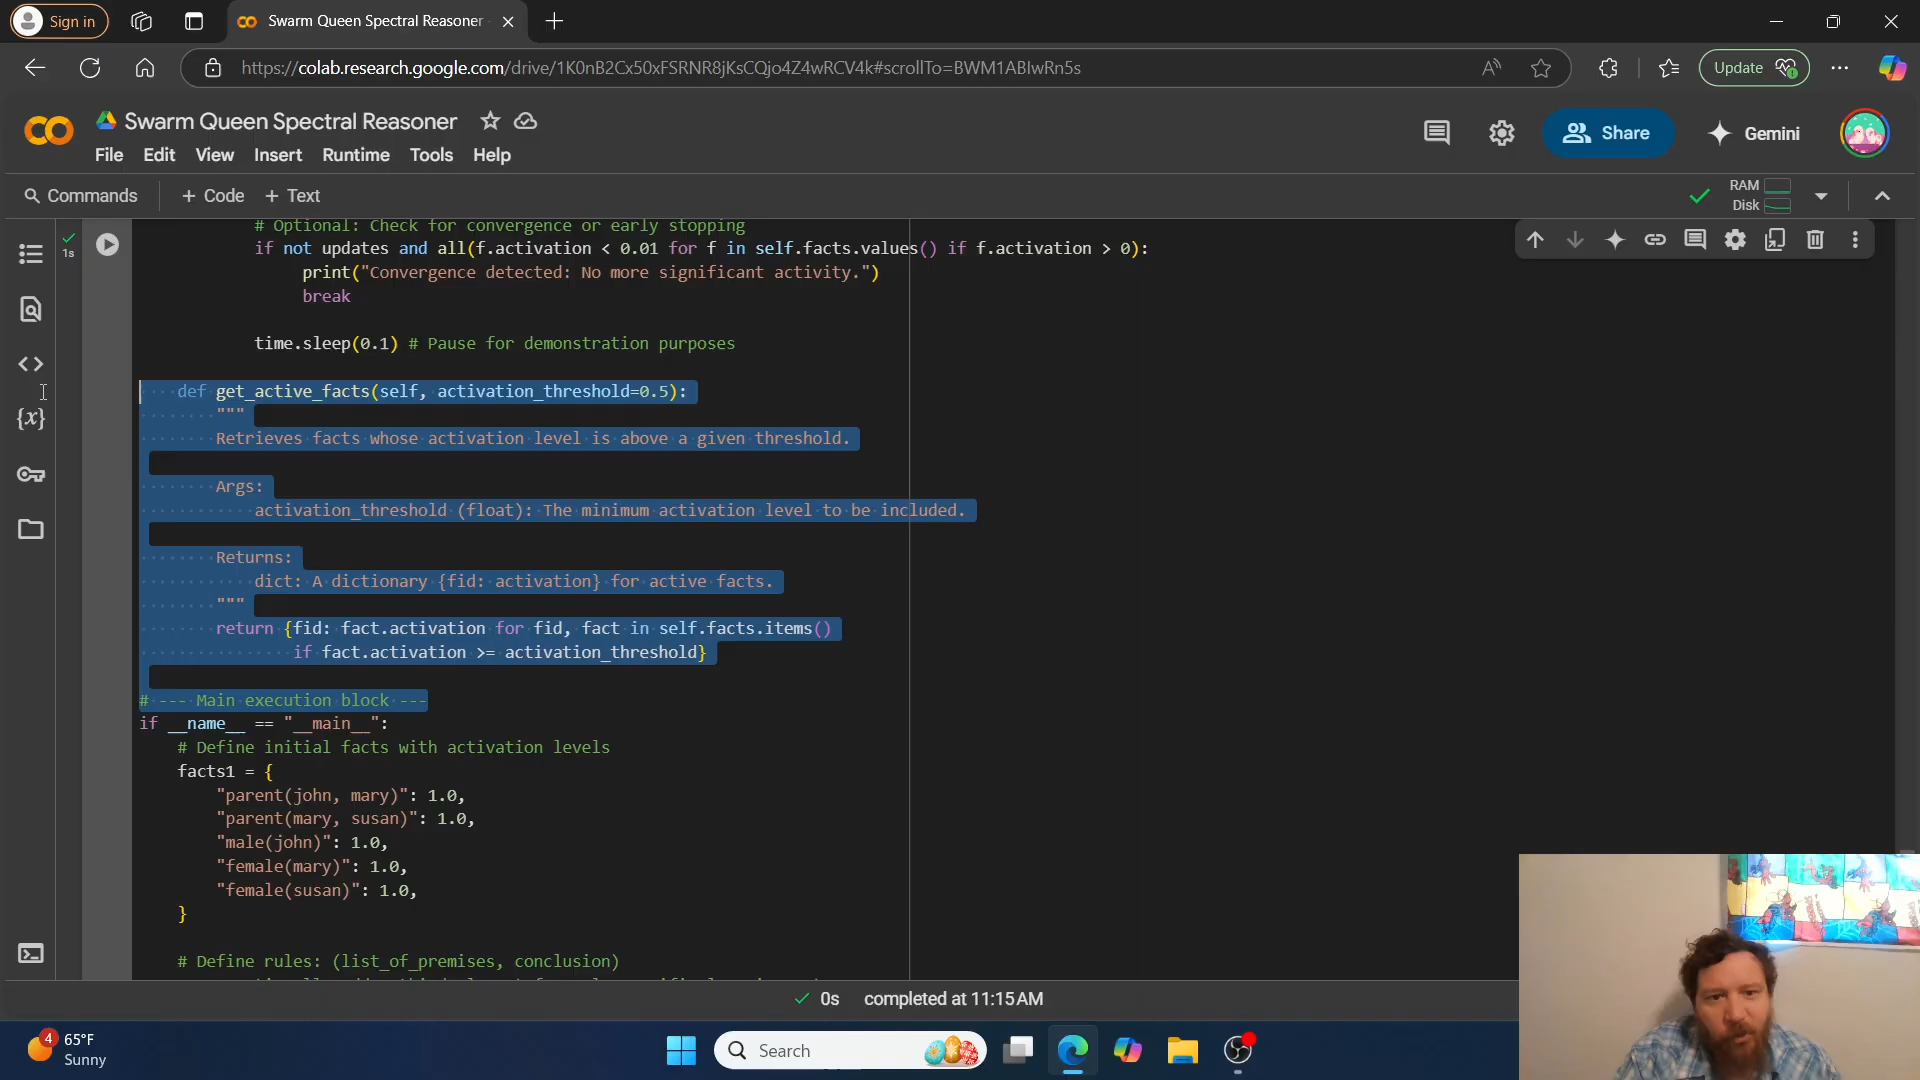 Sign in
Swarm Queen Spectral Reasoner
https://colab.research.google.com/drive/1K0nB2Cx50xFSRNR8jKsCQjo4Z4wRCV4k#scrollTo=BWM1ABlwRn5s
Update
Swarm Queen Spectral Reasoner
File Edit View Insert Runtime Tools Help
Share
Gemini
Commands
+ Code + Text
RAM
Disk
1s
# Optional: Check for convergence or early stopping
if not updates and all(f.activation < 0.01 for f in self.facts.values() if f.activation > 0):
print("Convergence detected: No more significant activity.")
break
time.sleep(0.1) # Pause for demonstration purposes
def get_active_facts(self, activation_threshold=0.5):
"""
Retrieves facts whose activation level is above a given threshold.
Args:
activation_threshold (float): The minimum activation level to be included.
Returns:
dict: A dictionary {fid: activation} for active facts.
"""
return {fid: fact.activation for fid, fact in self.facts.items()
if fact.activation >= activation_threshold}
# --- Main execution block ---
if __name__ == "__main__":
# Define initial facts with activation levels
facts1 = {
"parent(john, mary)": 1.0,
"parent(mary, susan)": 1.0,
"male(john)": 1.0,
"female(mary)": 1.0,
"female(susan)": 1.0,
}
# Define rules: (list_of_premises, conclusion)
0s completed at 11:15 AM
4
65°F
Sunny
Search